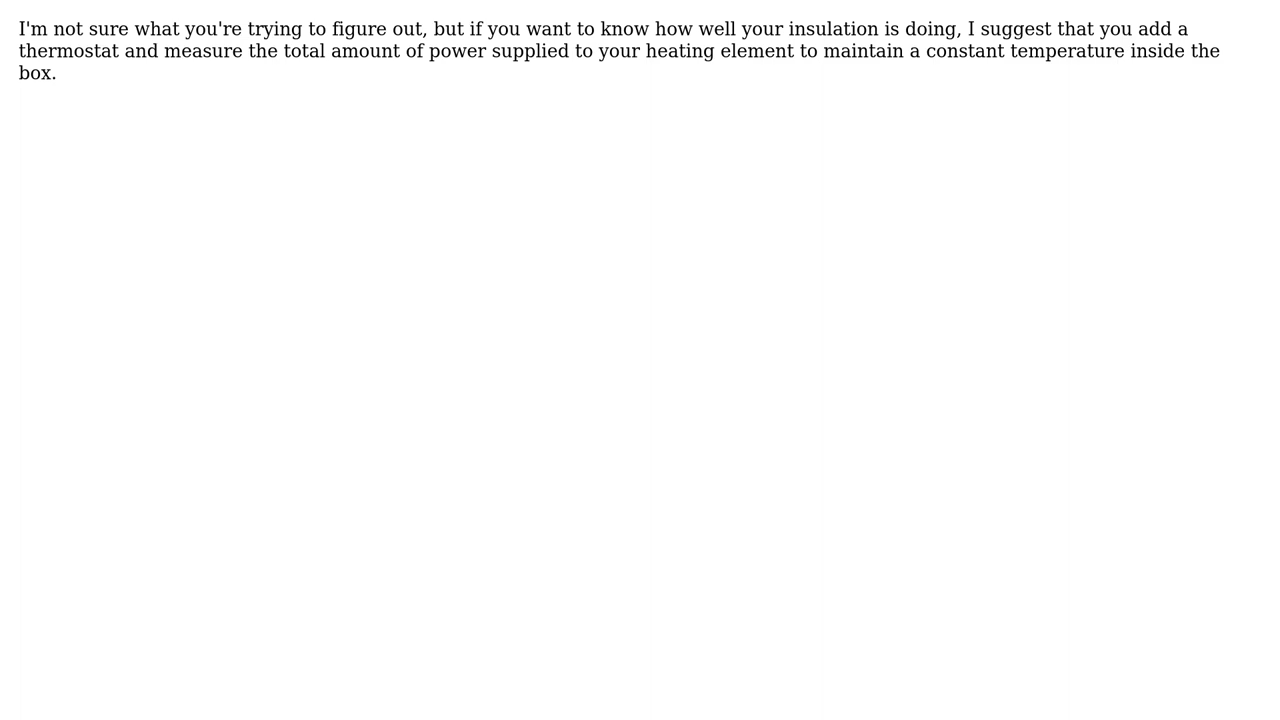 I'm not sure what you're trying to figure out, but if you want to know how well your insulation is doing, I suggest that you add a
thermostat and measure the total amount of power supplied to your heating element to maintain a constant temperature inside the
box.